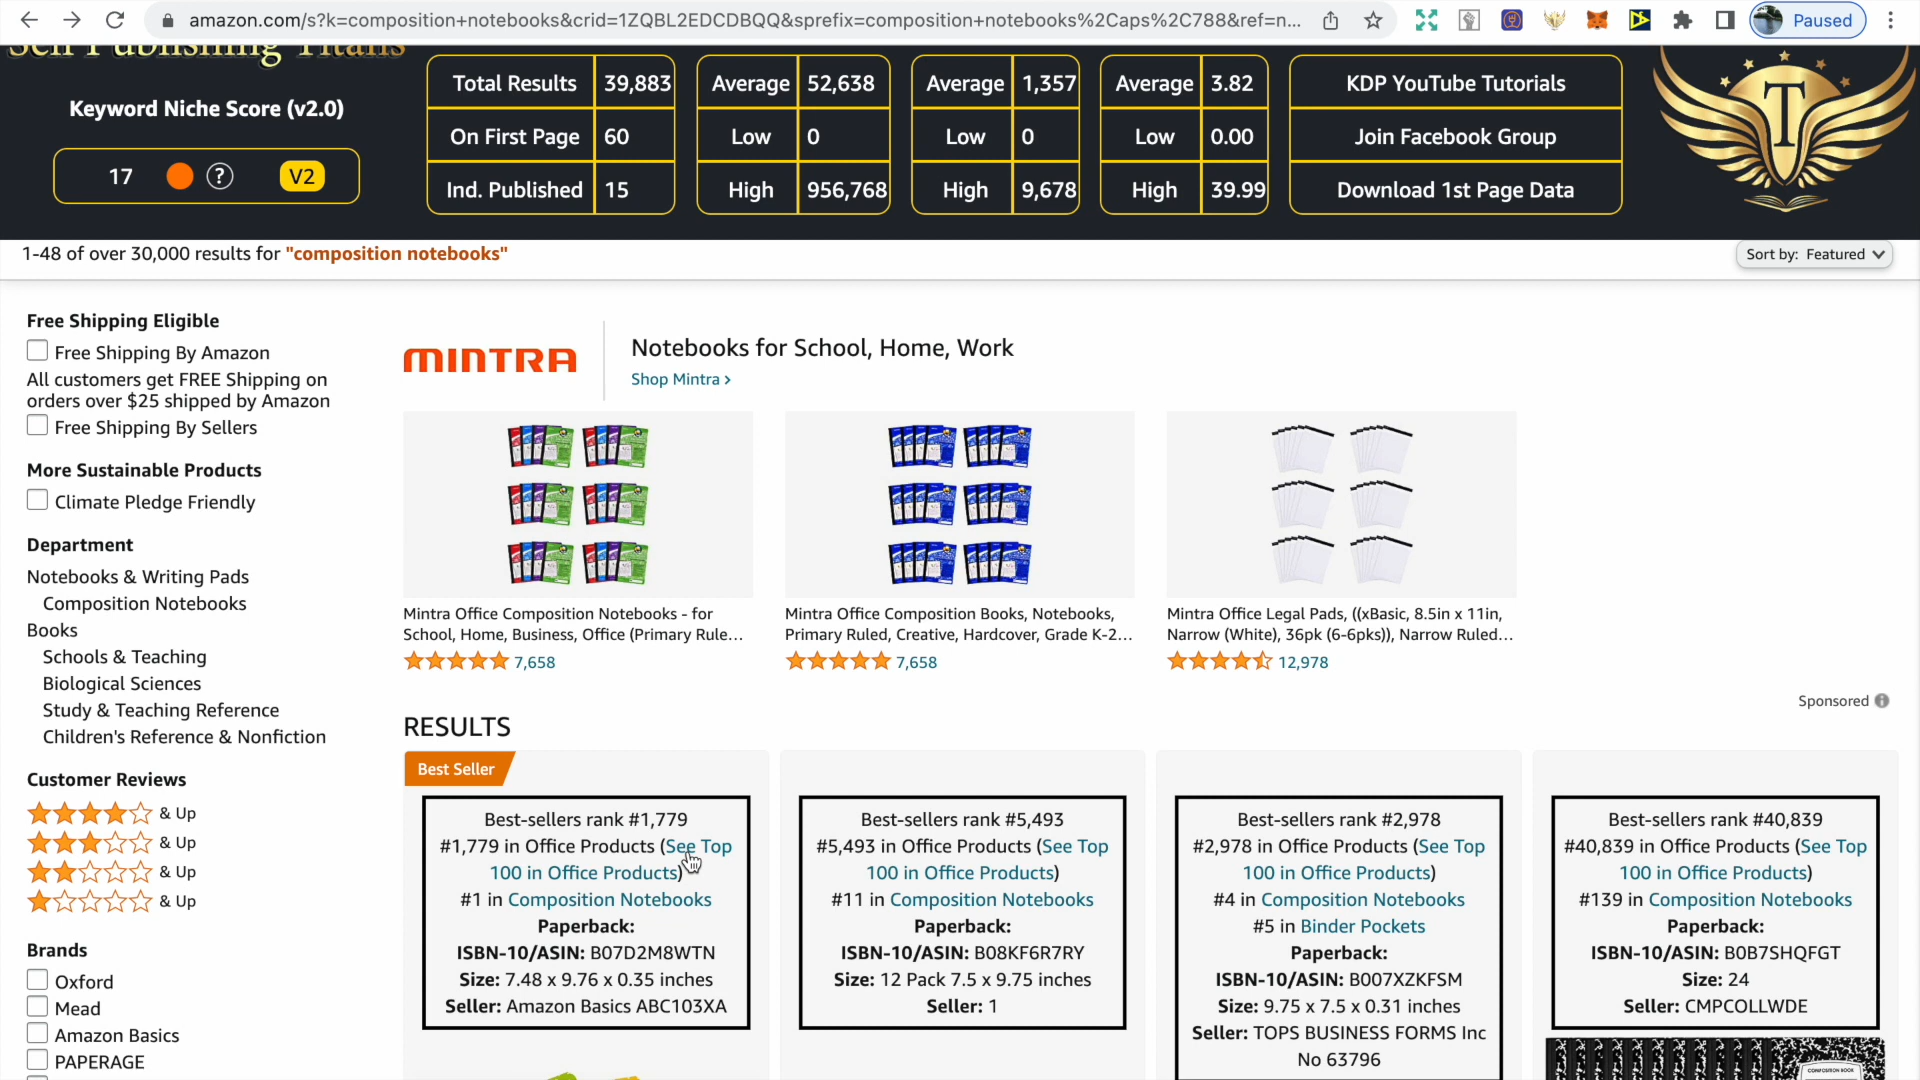 amazon.com/s?k=composition+notebooks&crid=1ZQBL2EDCDBQQ&sprefix=composition+notebooks%2Caps%2C788&ref=n...
Paused
Self Publishing Titans
Keyword Niche Score (v2.0)
17 ? V2
Total Results 39,883
On First Page 60
Ind. Published 15
Average 52,638
Low 0
High 956,768
Average 1,357
Low 0
High 9,678
Average 3.82
Low 0.00
High 39.99
KDP YouTube Tutorials
Join Facebook Group
Download 1st Page Data
T
1-48 of over 30,000 results for "composition notebooks"
Sort by: Featured
Free Shipping Eligible
Free Shipping By Amazon
All customers get FREE Shipping on
orders over $25 shipped by Amazon
Free Shipping By Sellers
More Sustainable Products
Climate Pledge Friendly
Department
Notebooks & Writing Pads
Composition Notebooks
Books
Schools & Teaching
Biological Sciences
Study & Teaching Reference
Children's Reference & Nonfiction
Customer Reviews
& Up
& Up
& Up
& Up
Brands
Oxford
Mead
Amazon Basics
PAPERAGE
MINTRA
Notebooks for School, Home, Work
Shop Mintra ›
Mintra Office Composition Notebooks - for
School, Home, Business, Office (Primary Rule...
7,658
Mintra Office Composition Books, Notebooks,
Primary Ruled, Creative, Hardcover, Grade K-2...
7,658
Mintra Office Legal Pads, ((xBasic, 8.5in x 11in,
Narrow (White), 36pk (6-6pks)), Narrow Ruled...
12,978
Sponsored
RESULTS
Best Seller
Best-sellers rank #1,779
#1,779 in Office Products (See Top
100 in Office Products)
#1 in Composition Notebooks
Paperback:
ISBN-10/ASIN: B07D2M8WTN
Size: 7.48 x 9.76 x 0.35 inches
Seller: Amazon Basics ABC103XA
Best-sellers rank #5,493
#5,493 in Office Products (See Top
100 in Office Products)
#11 in Composition Notebooks
Paperback:
ISBN-10/ASIN: B08KF6R7RY
Size: 12 Pack 7.5 x 9.75 inches
Seller: 1
Best-sellers rank #2,978
#2,978 in Office Products (See Top
100 in Office Products)
#4 in Composition Notebooks
#5 in Binder Pockets
Paperback:
ISBN-10/ASIN: B007XZKFSM
Size: 9.75 x 7.5 x 0.31 inches
Seller: TOPS BUSINESS FORMS Inc
No 63796
Best-sellers rank #40,839
#40,839 in Office Products (See Top
100 in Office Products)
#139 in Composition Notebooks
Paperback:
ISBN-10/ASIN: B0B7SHQFGT
Size: 24
Seller: CMPCOLLWDE
COMPOSITION BOOK